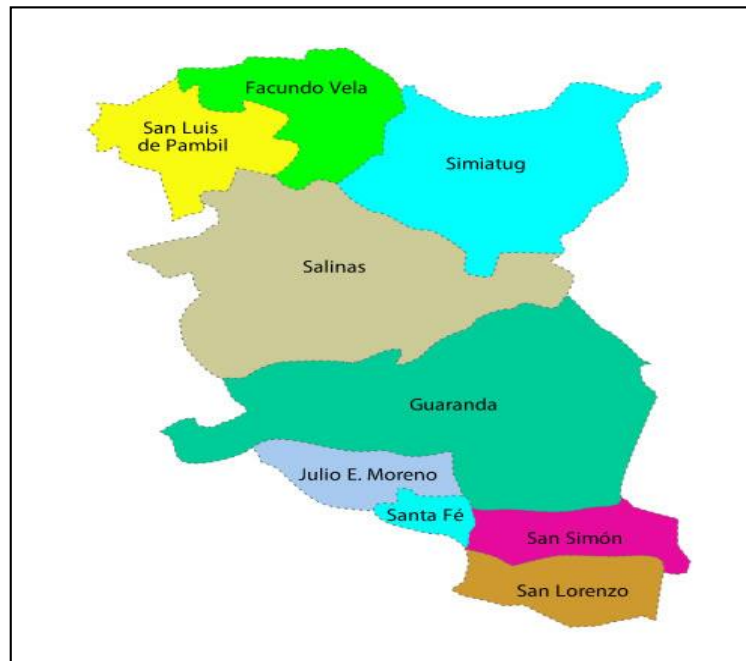 Facundo Vela
San Luis
de Pambil
Simiatug
Salinas
Guaranda
Julio E. Moreno
Santa Fé
San Simón
San Lorenzo